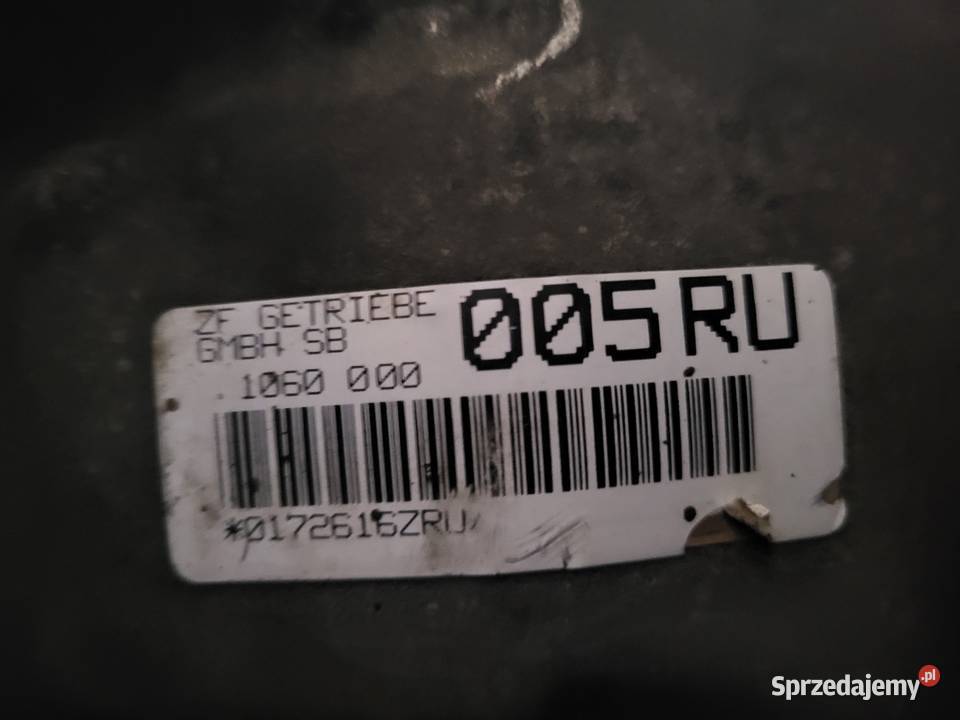 ZF GETRIEBE
GMBH SB
005RU
1060 000
*0172616ZRU
Sprzedajemy.pl